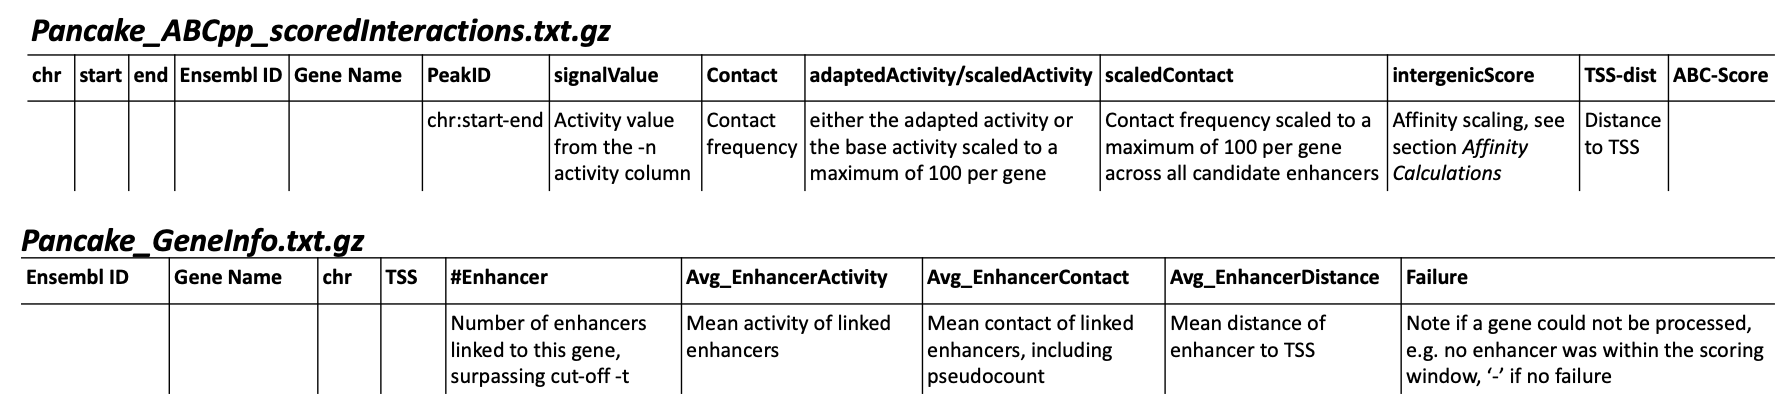 Pancake_ABCpp_scoredInteractions.txt.gz
chr start end Ensembl ID Gene Name PeakID signalValue Contact adaptedActivity/scaledActivity scaledContact intergenicScore TSS-dist ABC-Score
chr:start-end Activity value Contact either the adapted activity or Contact frequency scaled to a Affinity scaling, see Distance
from the -n frequency the base activity scaled to a maximum of 100 per gene section Affinity to TSS
activity column maximum of 100 per gene across all candidate enhancers Calculations
Pancake_GeneInfo.txt.gz
Ensembl ID Gene Name chr TSS #Enhancer Avg_EnhancerActivity Avg_EnhancerContact Avg_EnhancerDistance Failure
Number of enhancers Mean activity of linked Mean contact of linked Mean distance of Note if a gene could not be processed,
linked to this gene, enhancers enhancers, including enhancer to TSS e.g. no enhancer was within the scoring
surpassing cut-off -t pseudocount window, ‘-’ if no failure